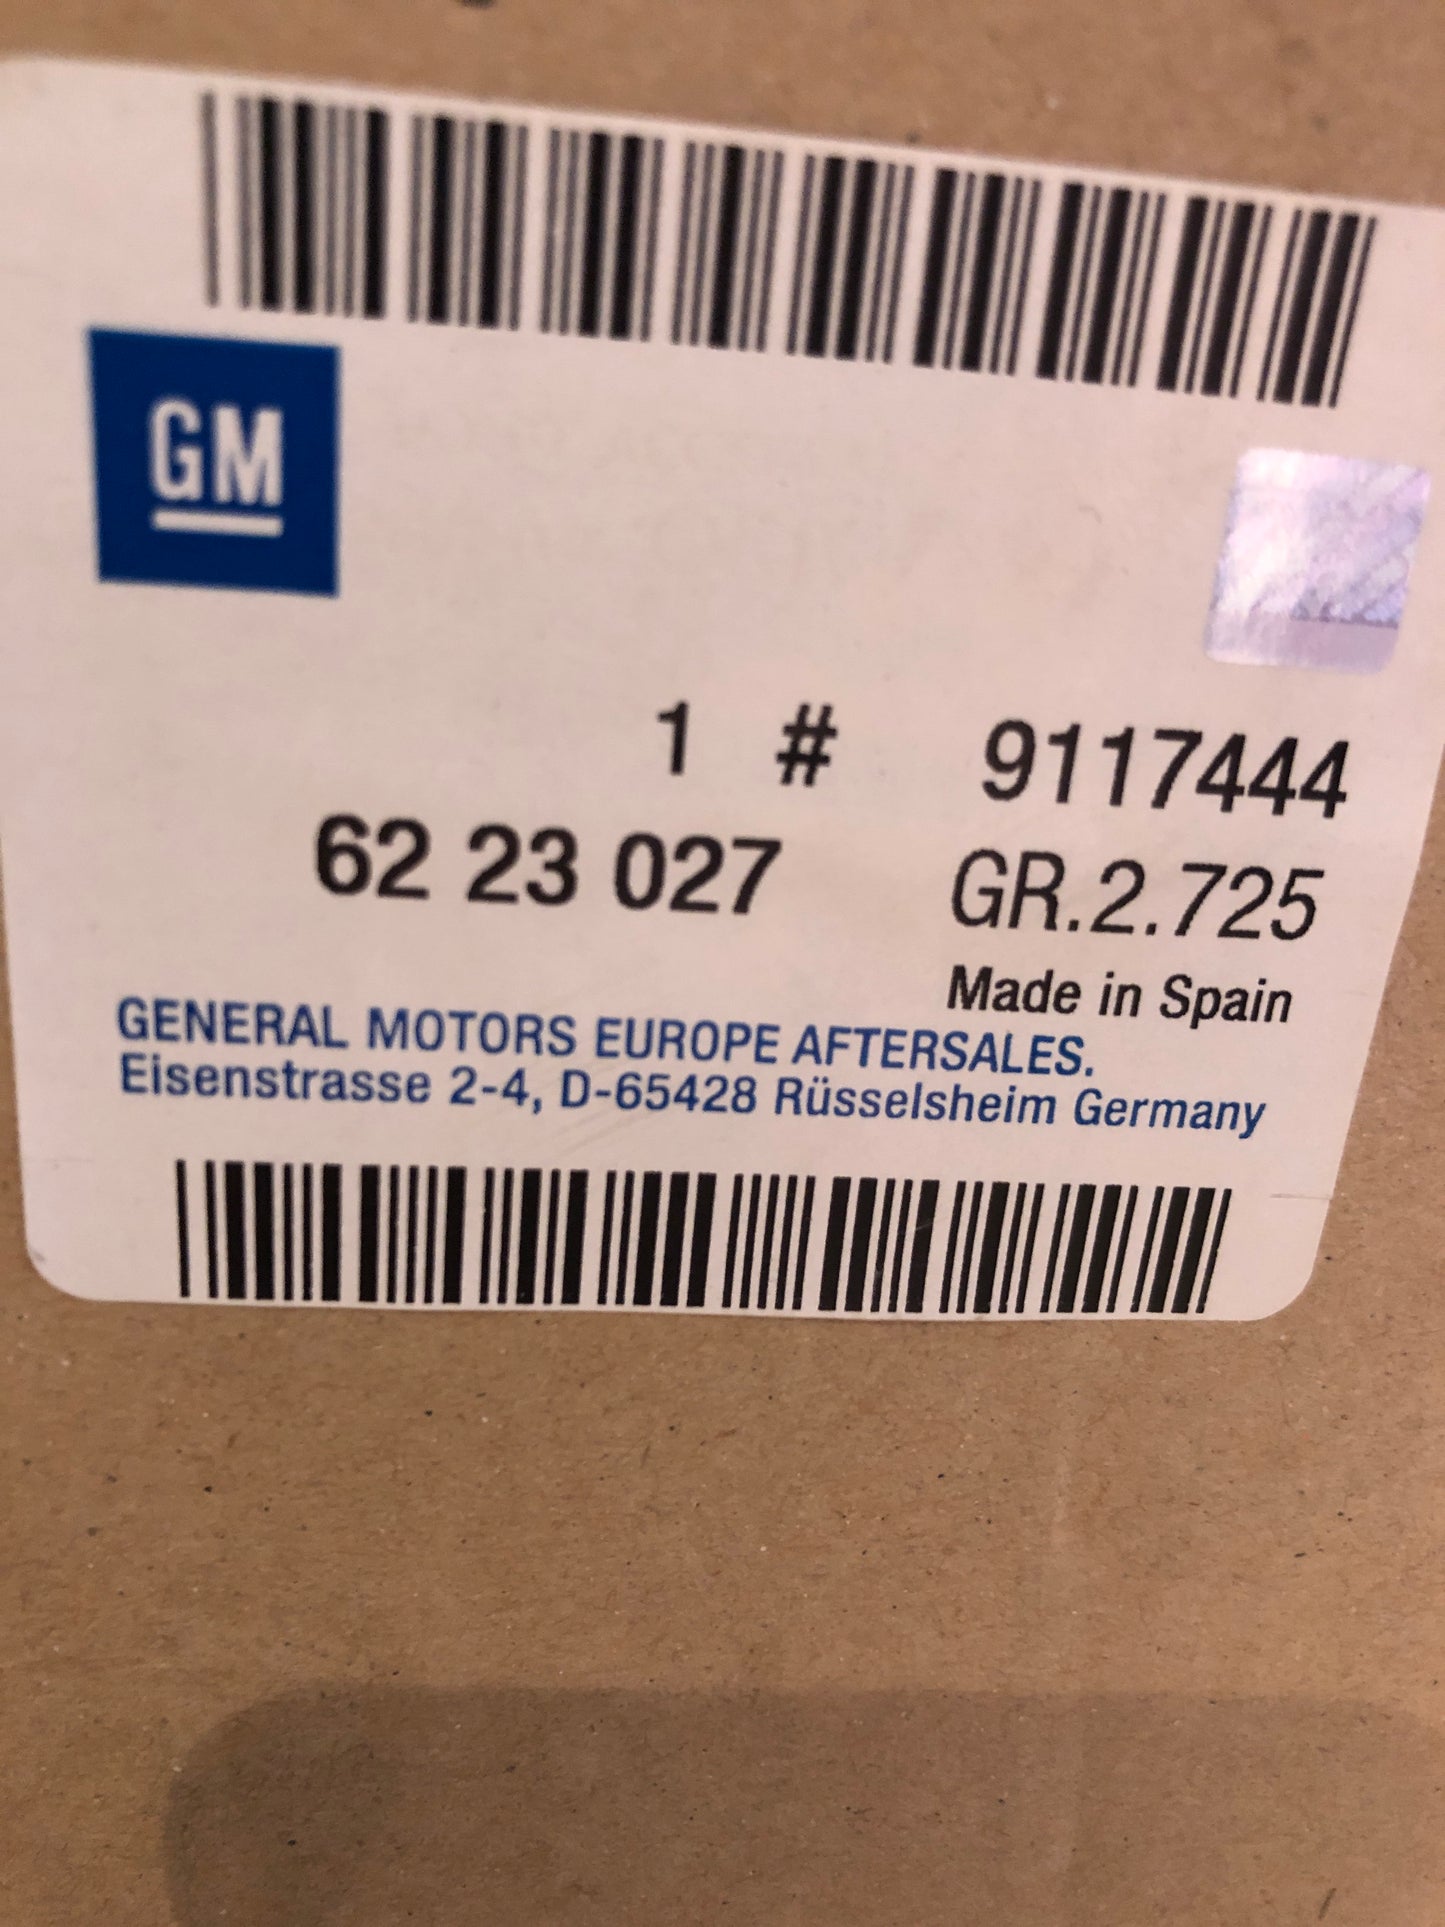 GM
1 # 9117444
62 23 027 GR.2.725
Made in Spain
GENERAL MOTORS EUROPE AFTERSALES.
Eisenstrasse 2-4, D-65428 Rüsselsheim Germany